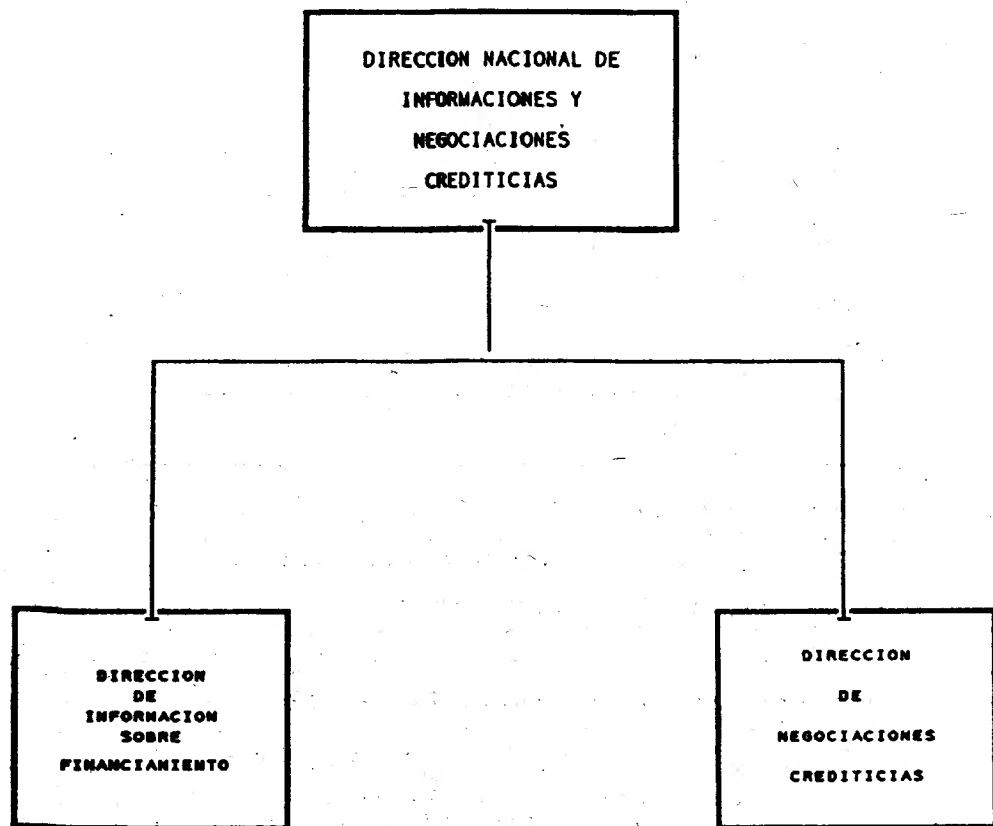 DIRECCION NACIONAL DE
INFORMACIONES Y
NEGOCIACIONES
CREDITICIAS
DIRECCION
DE
INFORMACION
SOBRE
FINANCIAMIENTO
DIRECCION
DE
NEGOCIACIONES
CREDITICIAS